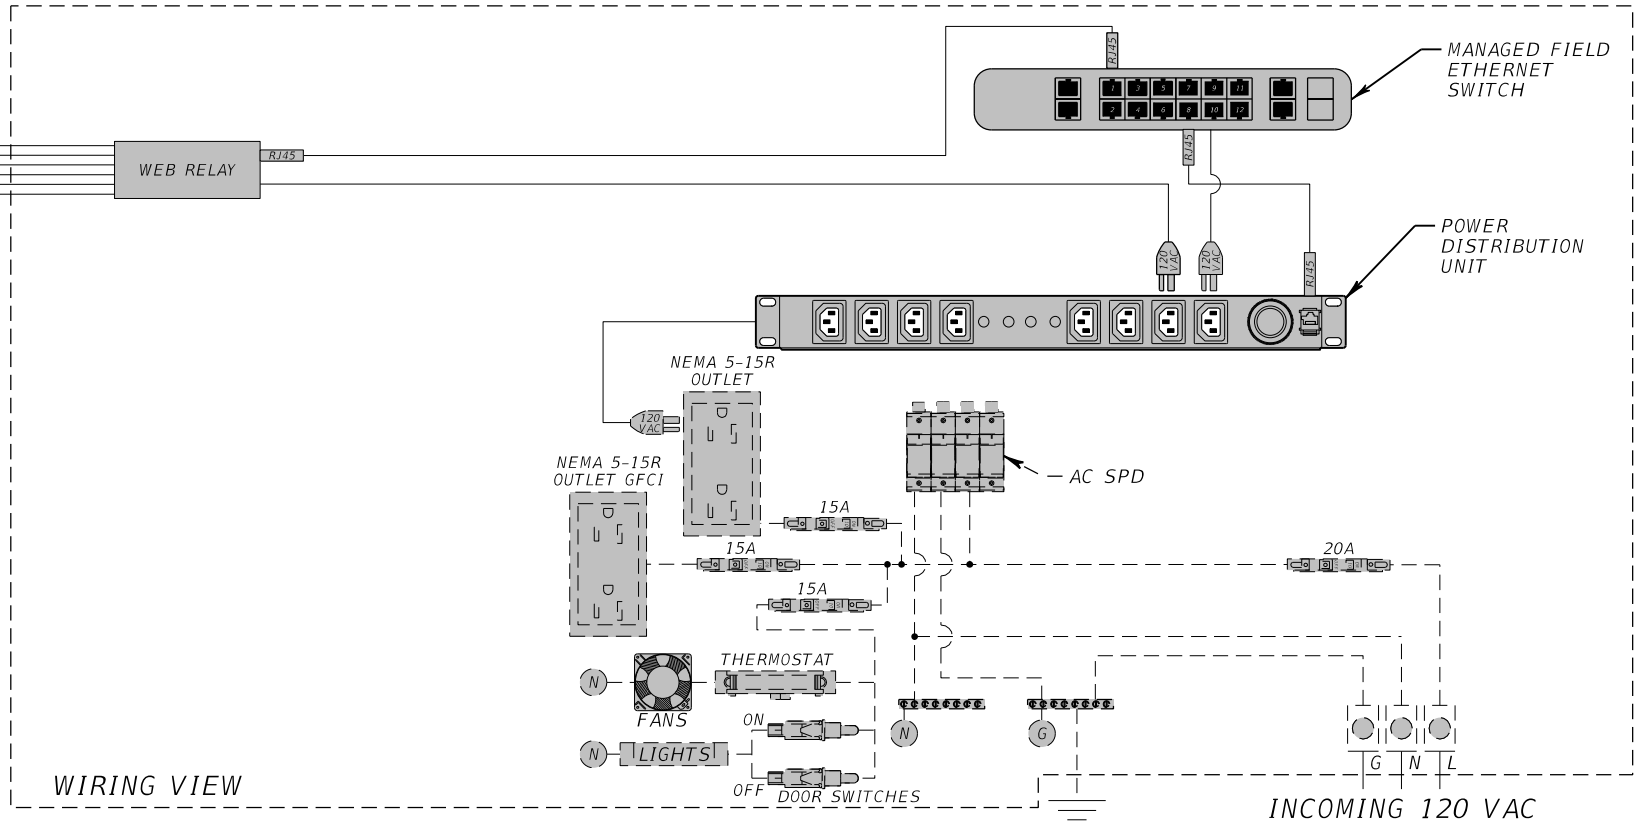 RJ45
MANAGED FIELD
ETHERNET
SWITCH
1 3 5 7 9 11
2 4 6 8 10 12
WEB RELAY
RJ45
RJ45
POWER
DISTRIBUTION
UNIT
120
VAC
120
VAC
RJ45
NEMA 5-15R
OUTLET
120
VAC
NEMA 5-15R
OUTLET GFCI
AC SPD
15A
15A
20A
15A
THERMOSTAT
N
FANS
ON
N
LIGHTS
OFF
DOOR SWITCHES
N
G
G N L
WIRING VIEW
INCOMING 120 VAC